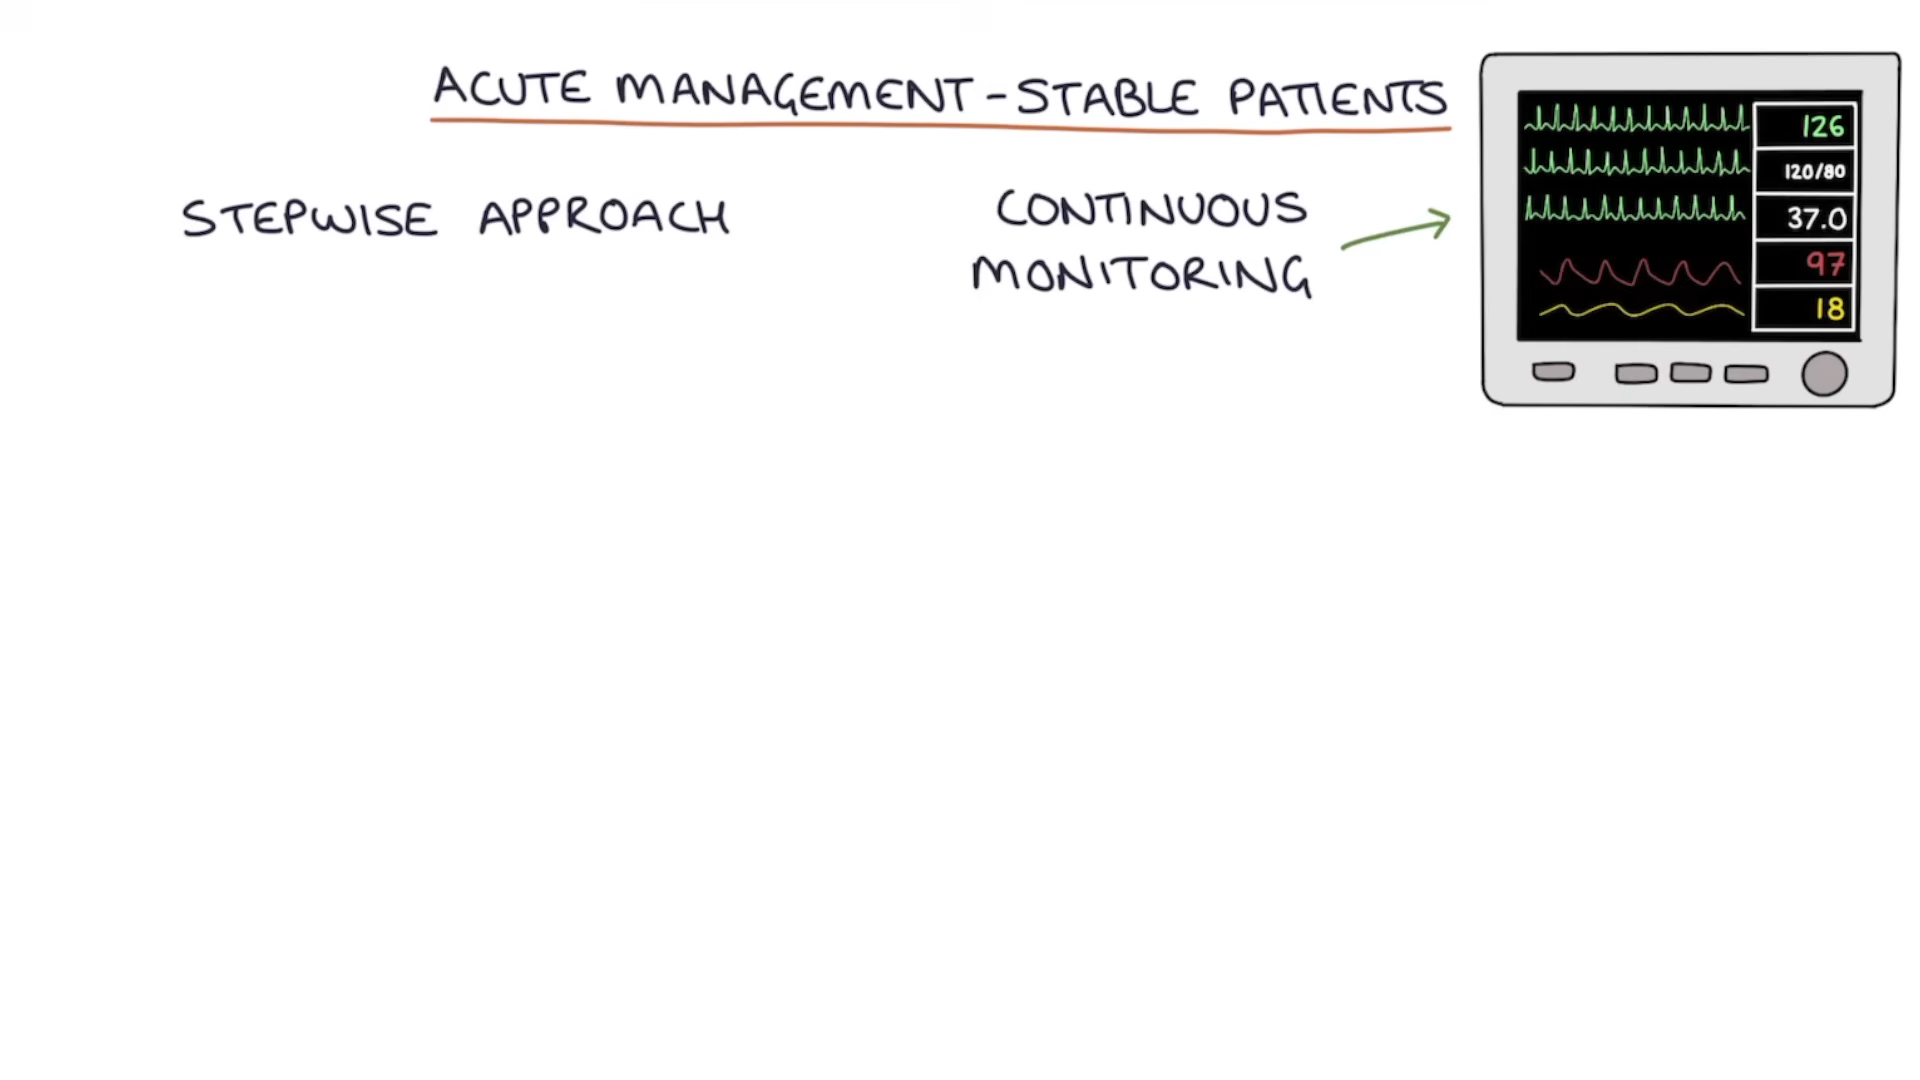 ACUTE MANAGEMENT - STABLE PATIENTS
STEPWISE APPROACH
CONTINUOUS
MONITORING
126
120/80
37.0
97
18